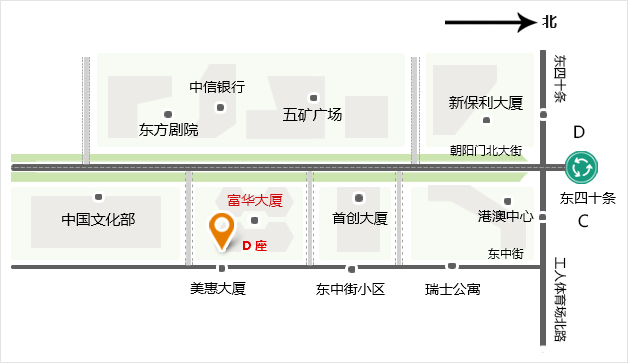 北
东四十条
中信银行
五矿广场
新保利大厦
东方剧院
D
朝阳门北大街
东四十条
C
富华大厦
D 座
中国文化部
首创大厦
港澳中心
东中街
工人体育场北路
美惠大厦
东中街小区
瑞士公寓